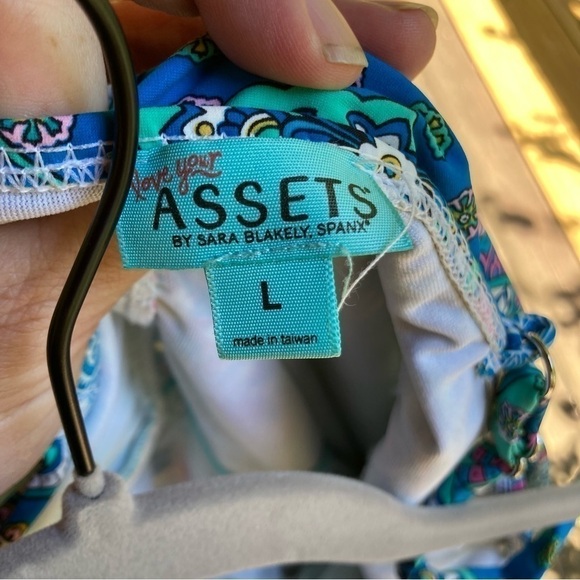 love your
ASSETS®
BY SARA BLAKELY, SPANX®
L
made in taiwan